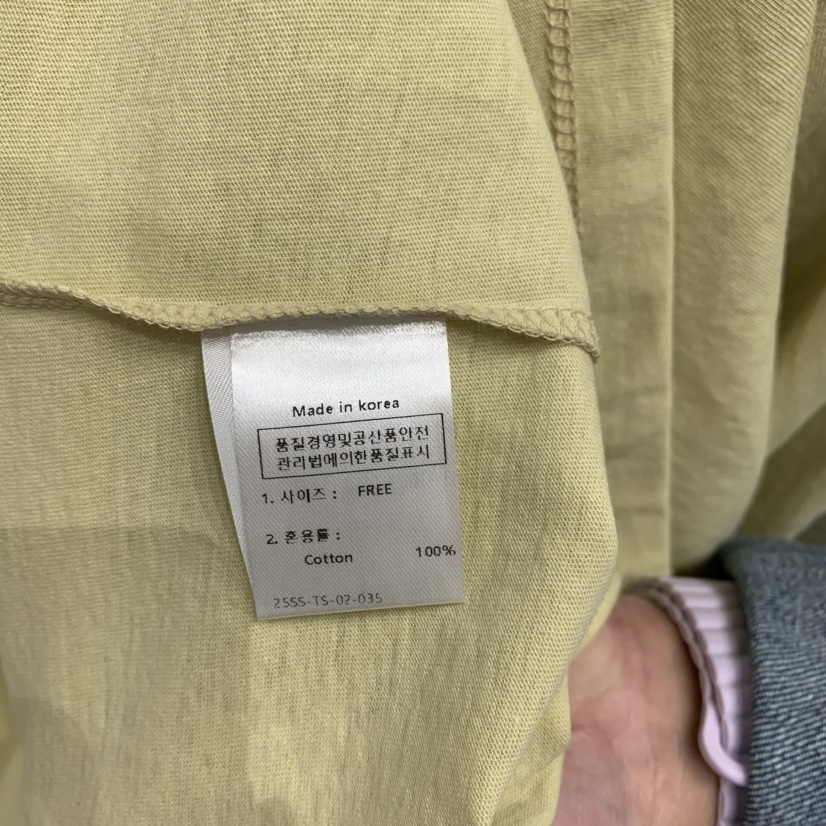 Made in korea
품질경영및공산품안전
관리법에의한품질표시
1. 사이즈 : FREE
2. 혼용률 :
Cotton 100%
25SS-TS-02-035